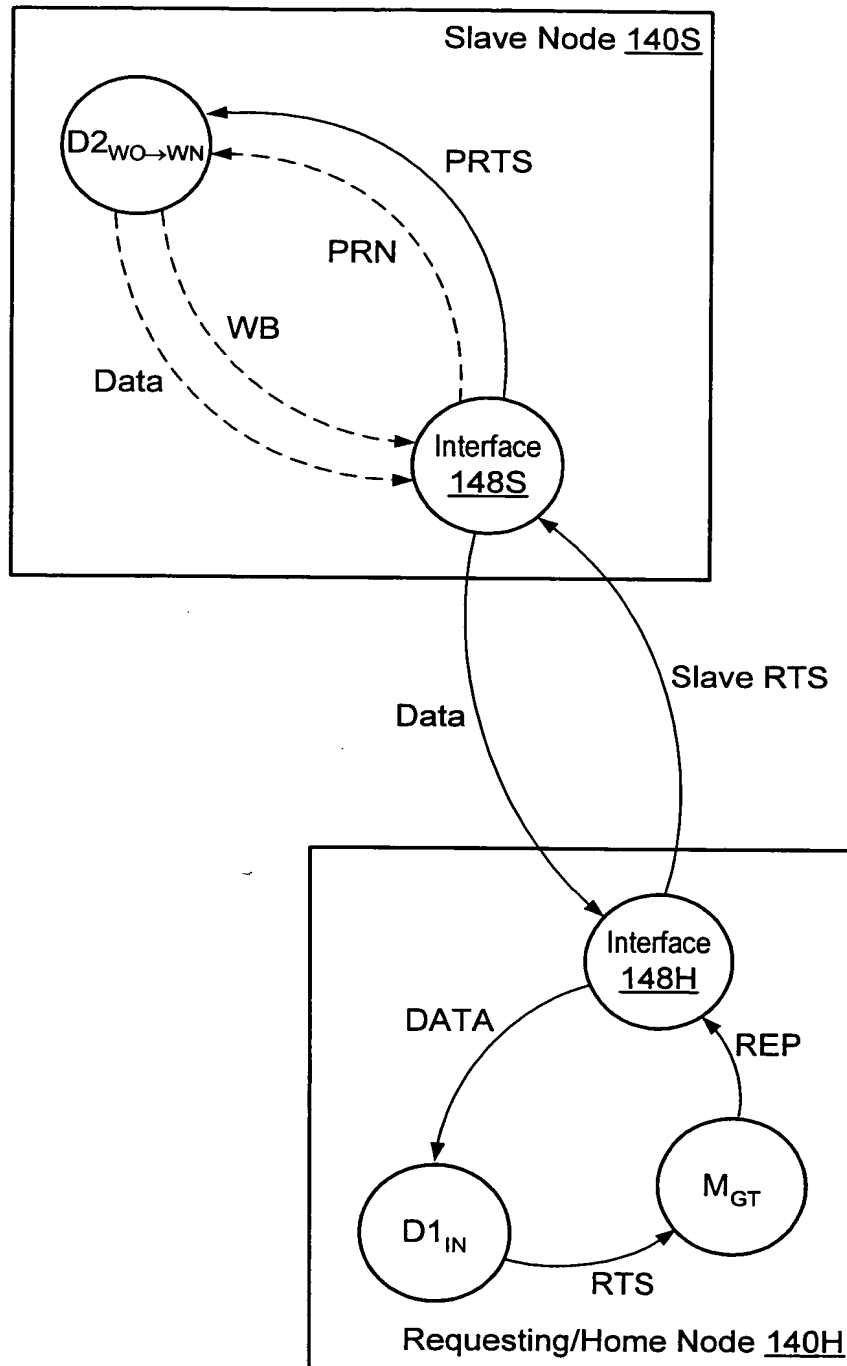 Slave Node 140S
D2WO→WN
PRTS
PRN
WB
Data
Interface
148S
Slave RTS
Data
Interface
148H
DATA
REP
MGT
D1IN
RTS
Requesting/Home Node 140H